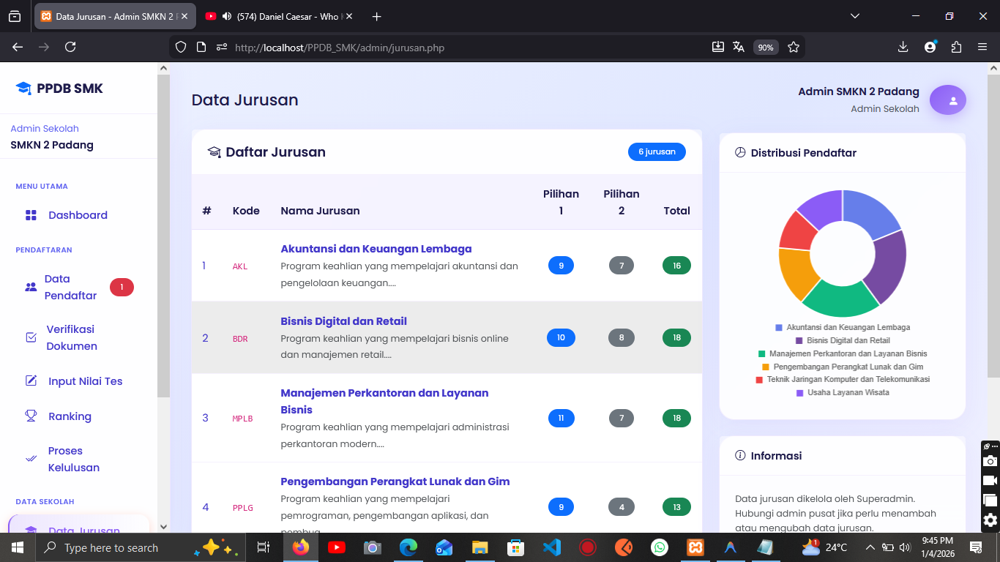 Data Jurusan - Admin SMKN 2 P
(574) Daniel Caesar - Who
http://localhost/PPDB_SMK/admin/jurusan.php
90%
PPDB SMK
Admin Sekolah
SMKN 2 Padang
MENU UTAMA
Dashboard
PENDAFTARAN
Data
Pendaftar
1
Verifikasi
Dokumen
Input Nilai Tes
Ranking
Proses
Kelulusan
DATA SEKOLAH
Data Jurusan
Data Jurusan
Admin SMKN 2 Padang
Admin Sekolah
Daftar Jurusan
6 jurusan
# Kode Nama Jurusan Pilihan 1 Pilihan 2 Total
1 AKL Akuntansi dan Keuangan Lembaga 9 7 16
Program keahlian yang mempelajari akuntansi dan
pengelolaan keuangan....
2 BDR Bisnis Digital dan Retail 10 8 18
Program keahlian yang mempelajari bisnis online
dan manajemen retail....
3 MPLB Manajemen Perkantoran dan Layanan 11 7 18
Bisnis
Program keahlian yang mempelajari administrasi
perkantoran modern....
4 PPLG Pengembangan Perangkat Lunak dan Gim 9 4 13
Program keahlian yang mempelajari
pemrograman, pengembangan aplikasi, dan
pembua
Distribusi Pendaftar
Akuntansi dan Keuangan Lembaga
Bisnis Digital dan Retail
Manajemen Perkantoran dan Layanan Bisnis
Pengembangan Perangkat Lunak dan Gim
Teknik Jaringan Komputer dan Telekomunikasi
Usaha Layanan Wisata
Informasi
Data jurusan dikelola oleh Superadmin.
Hubungi admin pusat jika perlu menambah
atau mengubah data jurusan.
Type here to search
1
24°C
9:45 PM
1/4/2026